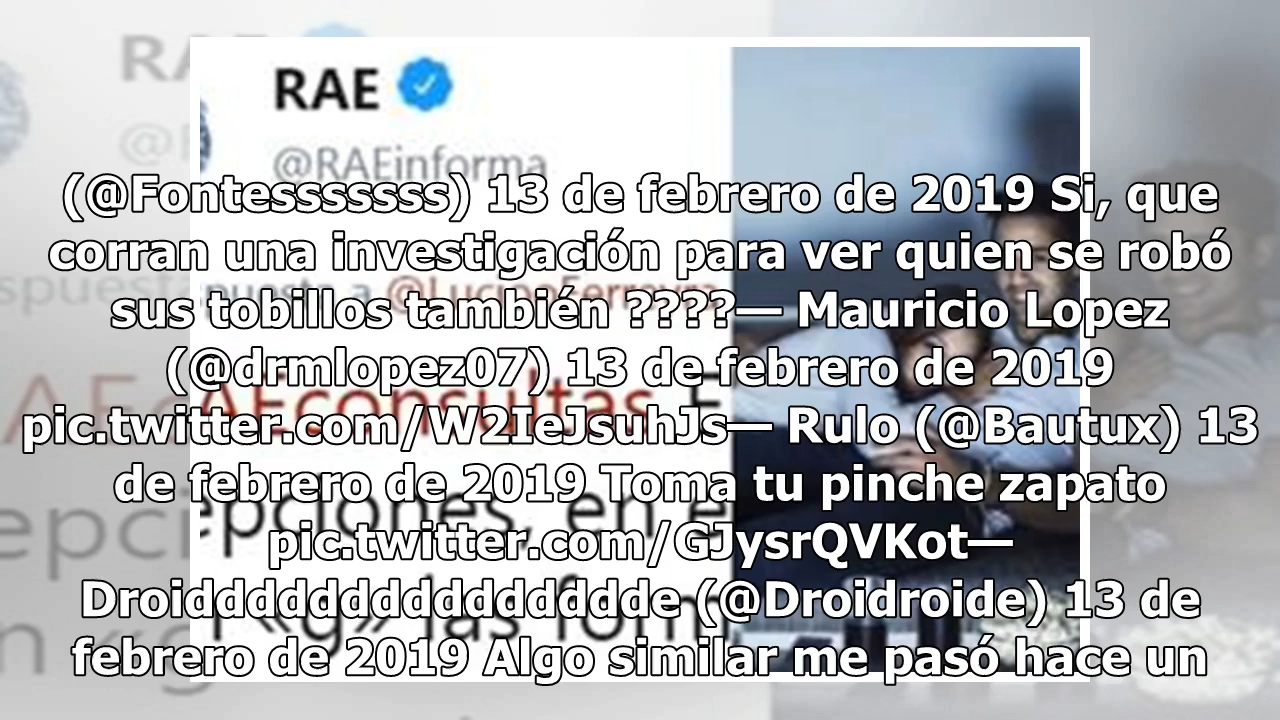 RAE
@RAEinforma
(@Fontesssssss) 13 de febrero de 2019 Si, que
corran una investigación para ver quien se robó
sus tobillos también ????— Mauricio Lopez
(@drmlopez07) 13 de febrero de 2019
pic.twitter.com/W2IeJsuhJs— Rulo (@Bautux) 13
de febrero de 2019 Toma tu pinche zapato
pic.twitter.com/GJysrQVKot—
Droidddddddddddddddde (@Droidroide) 13 de
febrero de 2019 Algo similar me pasó hace un